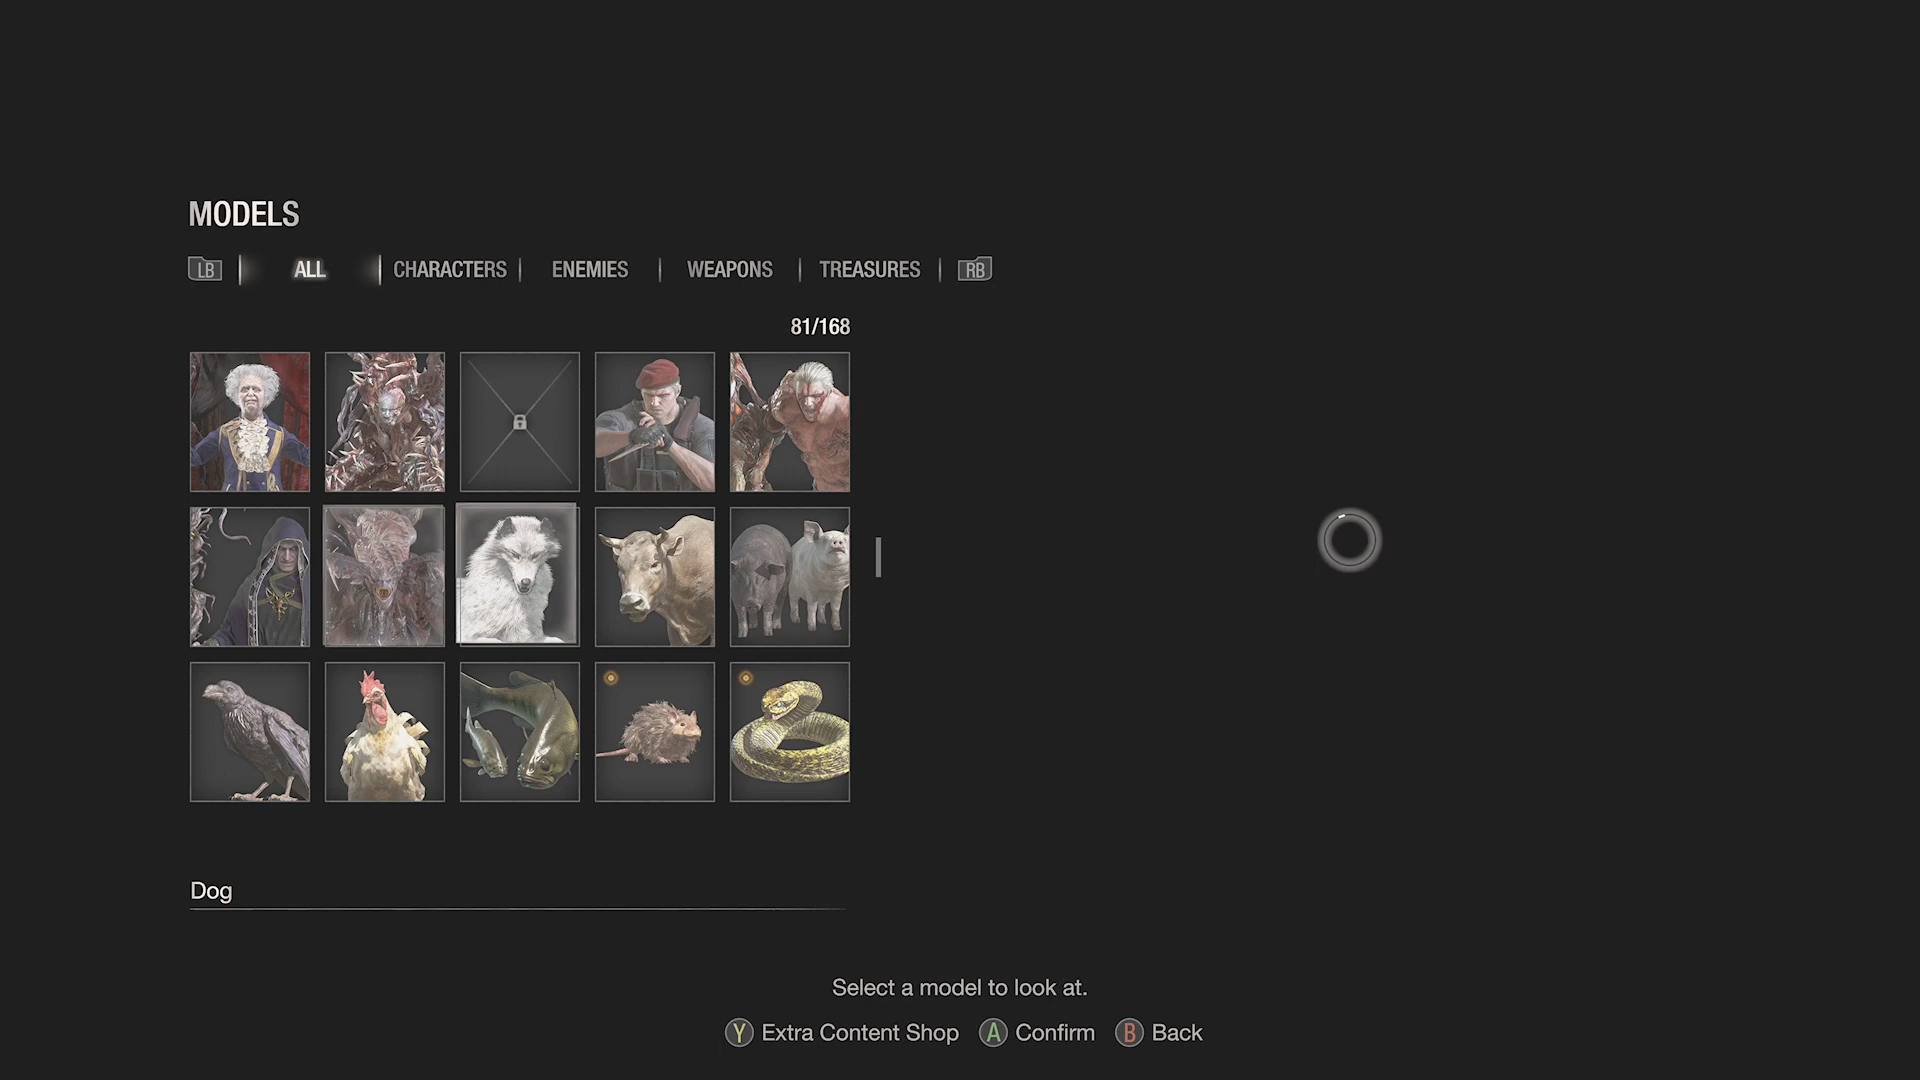 MODELS
LB ALL CHARACTERS ENEMIES WEAPONS TREASURES RB
81/168
Dog
Select a model to look at.
Y Extra Content Shop A Confirm B Back